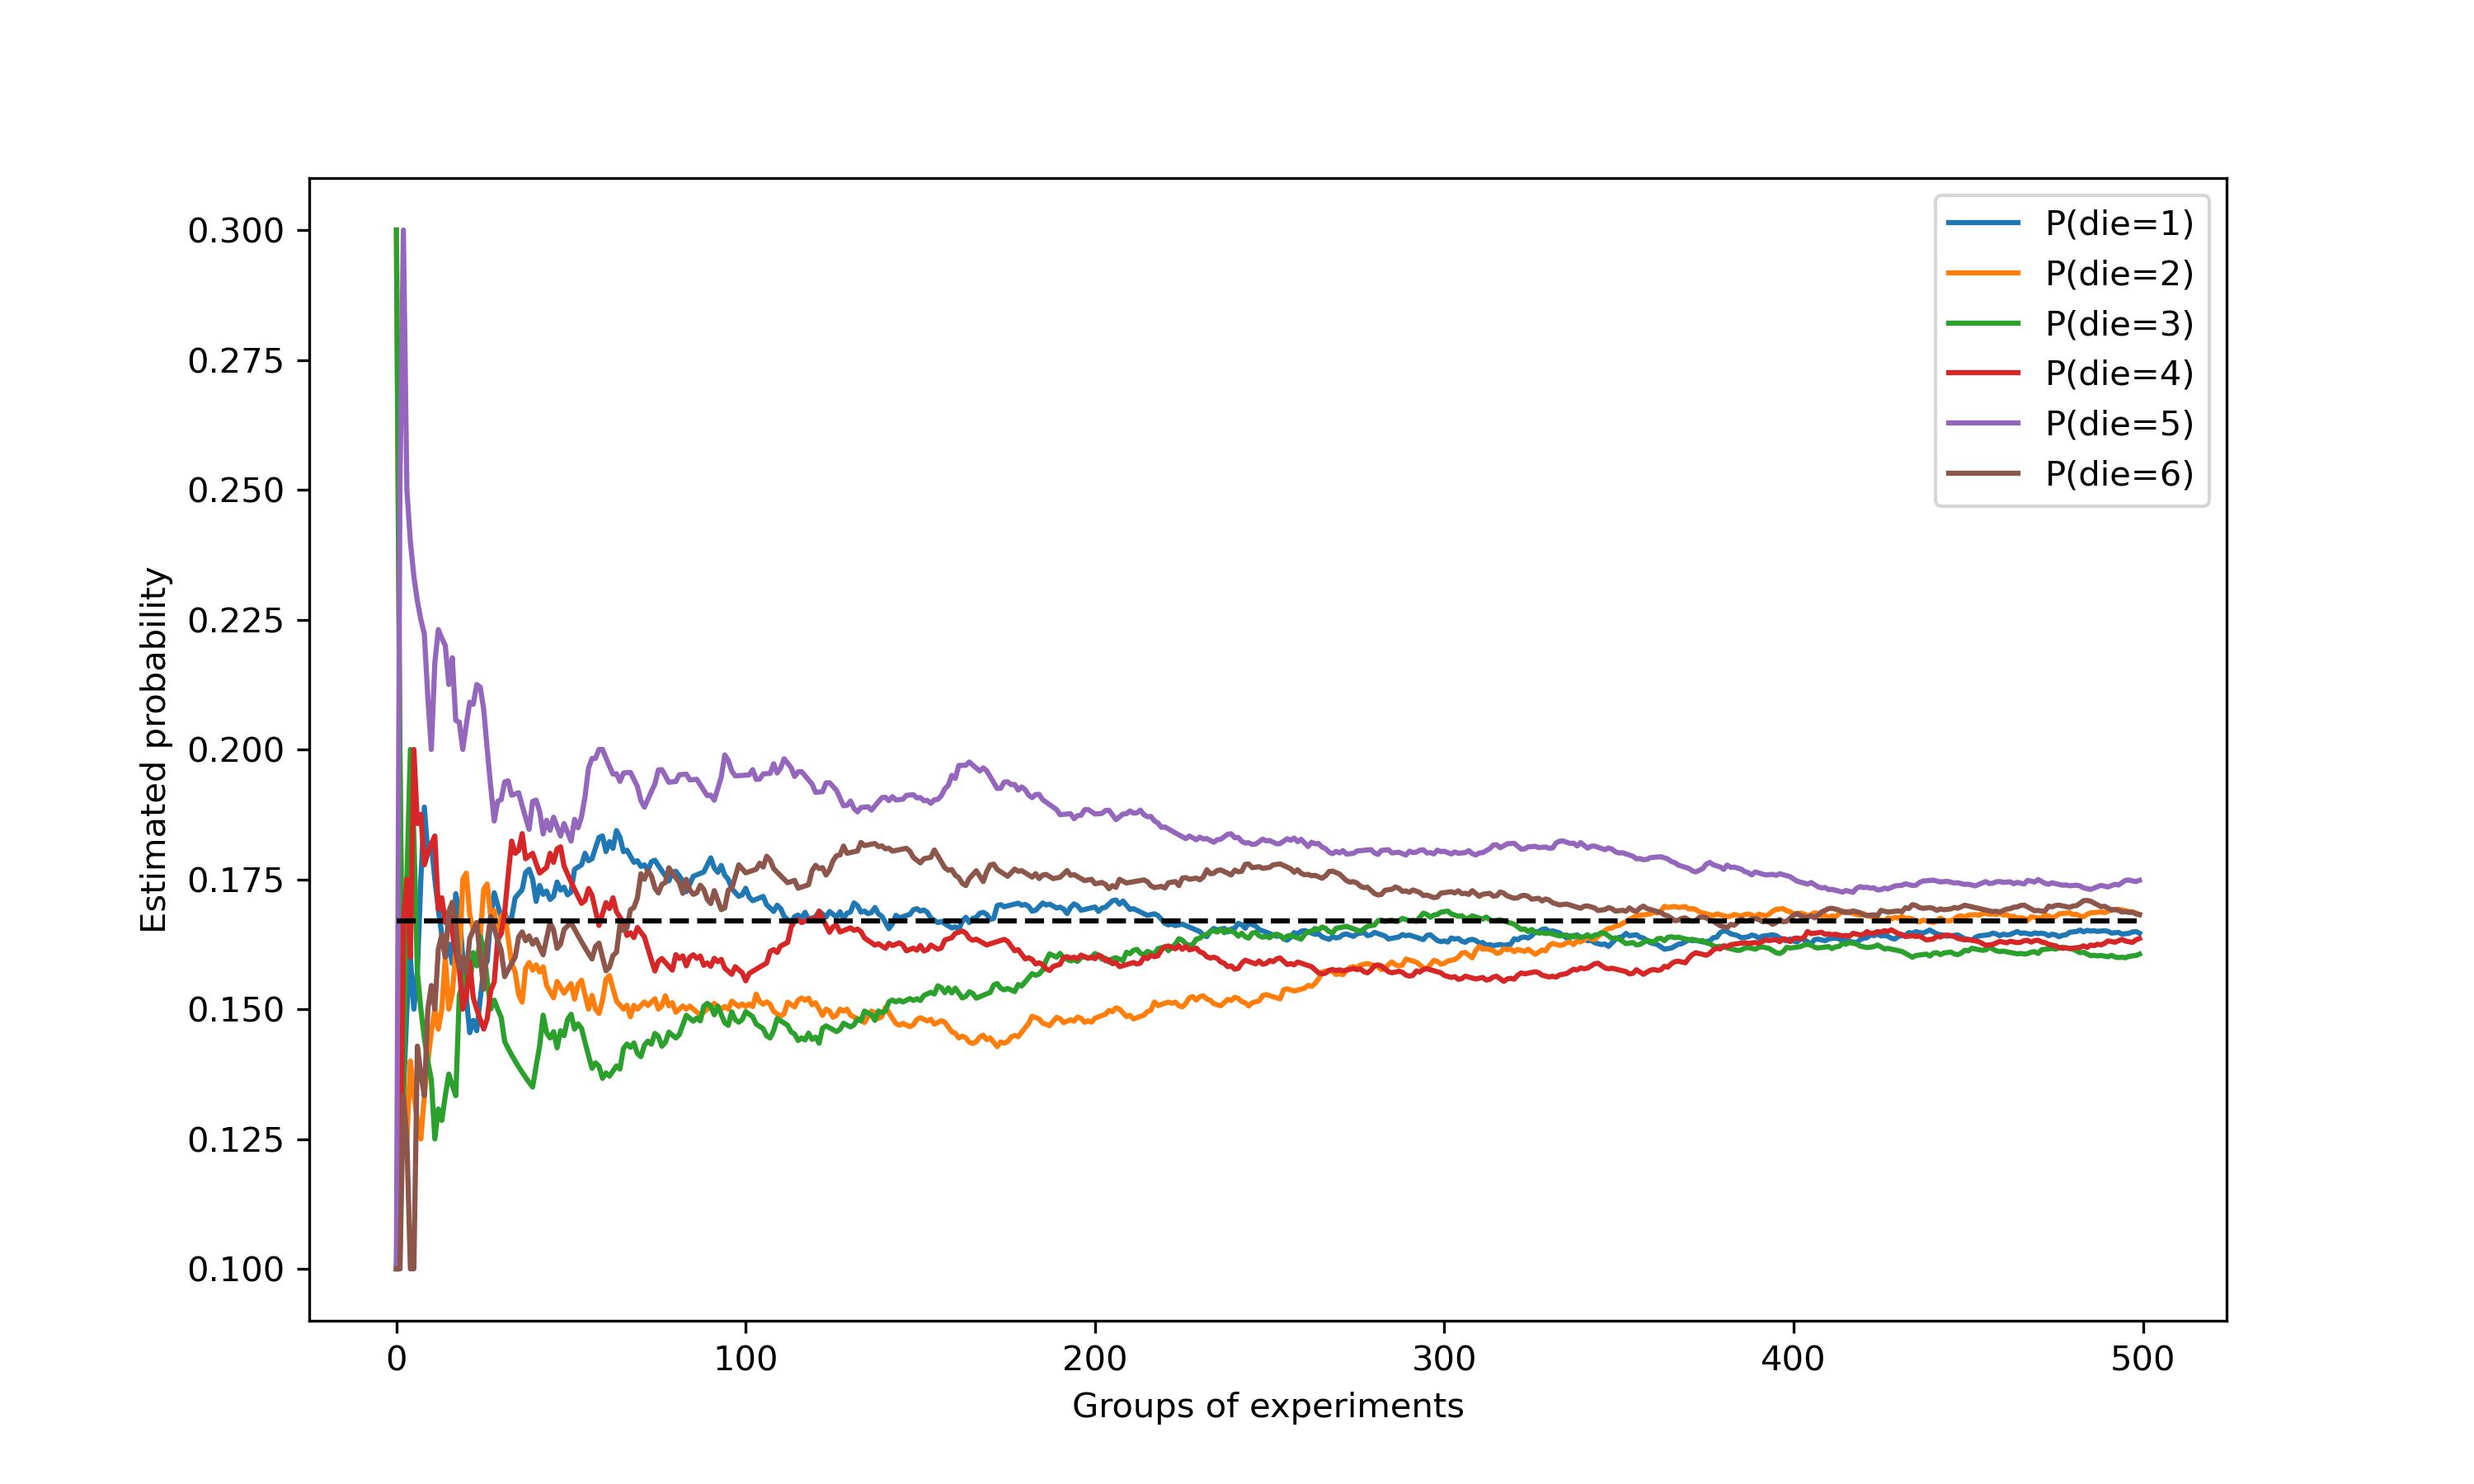 0.300
0.275
0.250
0.225
0.200
0.175
0.150
0.125
0.100
Estimated probability
0
100
200
300
400
500
Groups of experiments
P(die=1)
P(die=2)
P(die=3)
P(die=4)
P(die=5)
P(die=6)